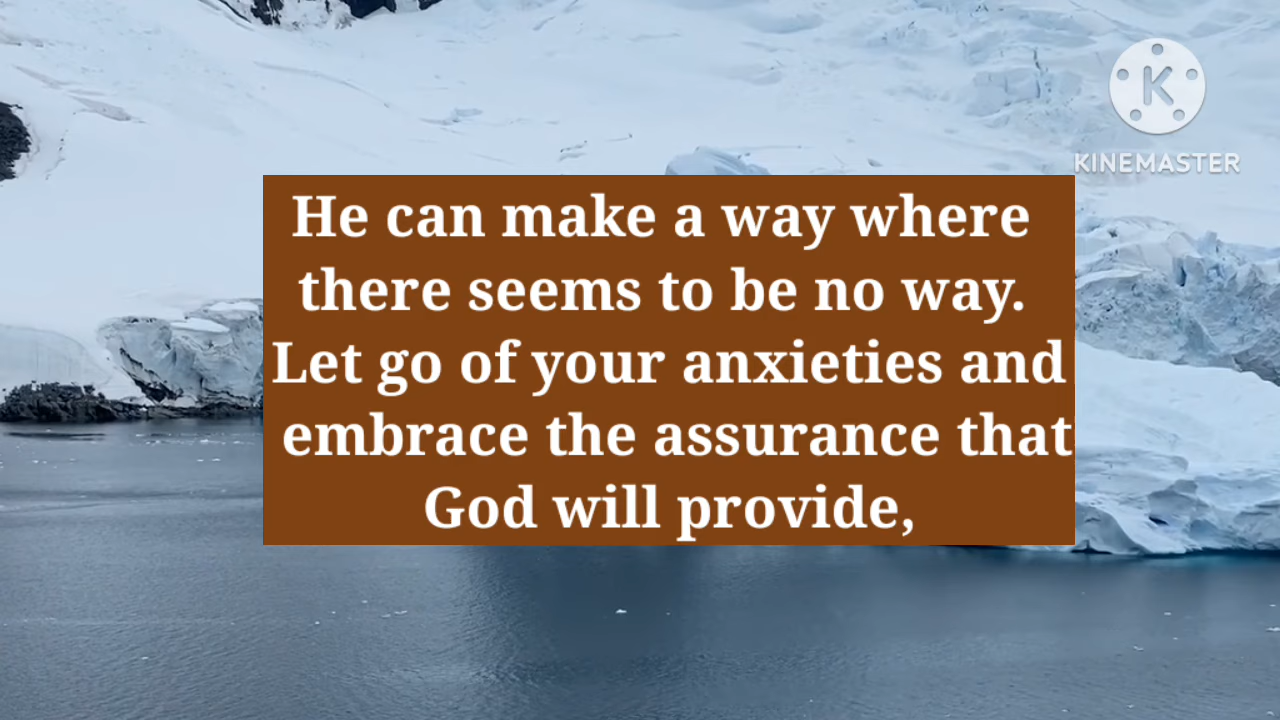 KINEMASTER
He can make a way where
there seems to be no way.
Let go of your anxieties and
embrace the assurance that
God will provide,